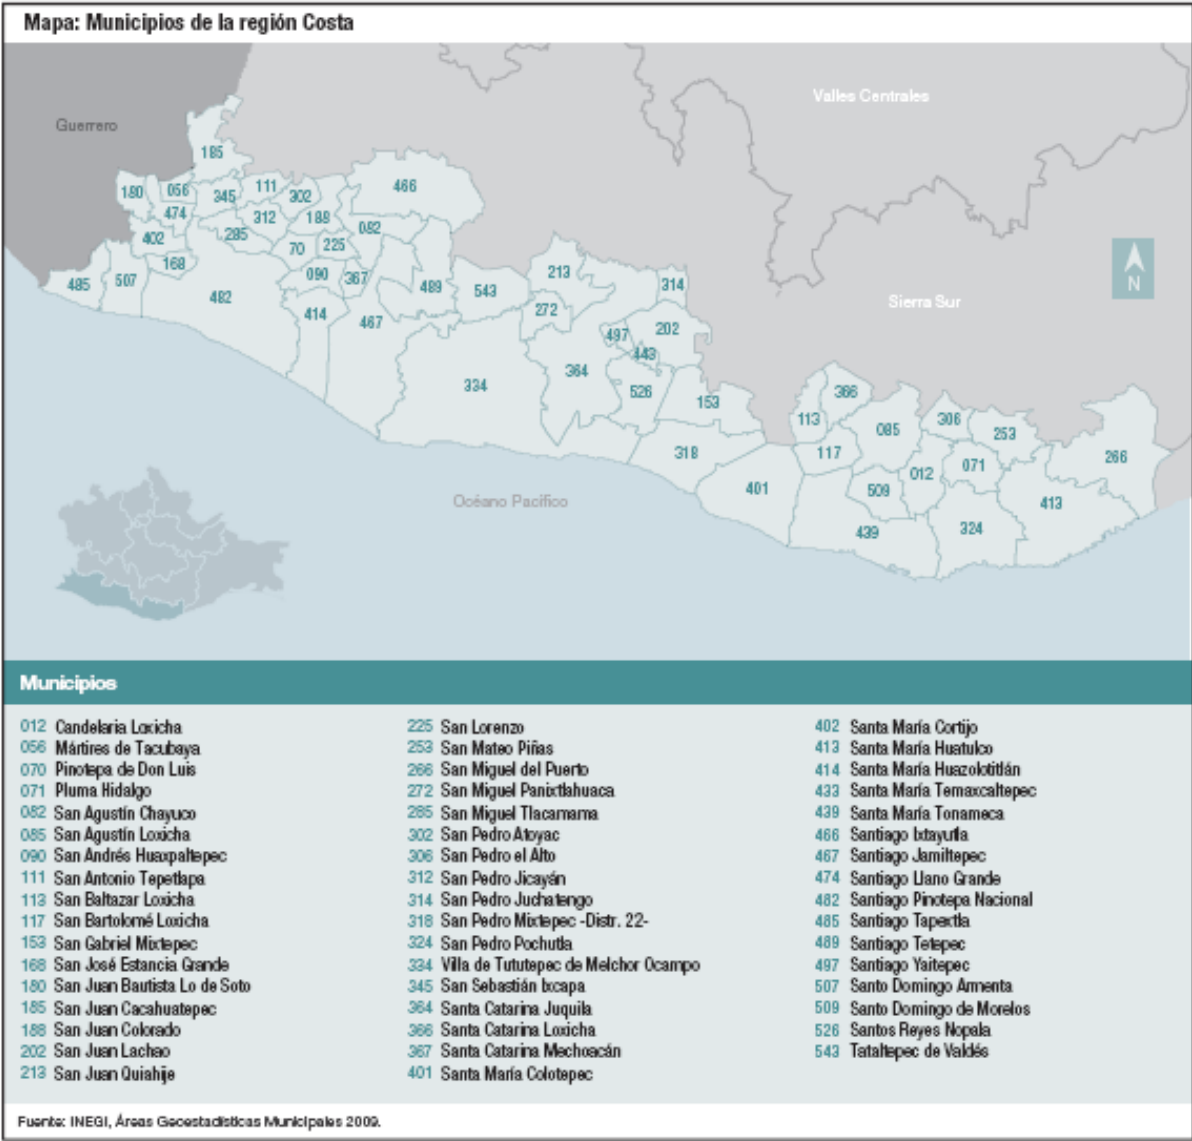 Mapa: Municipios de la región Costa
Guerrero
Valles Centrales
Sierra Sur
N
Océano Pacífico
185
180
056
345
111
302
466
474
312
188
082
402
285
70
225
168
090
367
485
507
482
414
467
489
543
213
314
272
497
202
443
334
364
526
153
318
401
113
366
117
085
306
253
266
509
012
071
413
439
324
Municipios
012 Candelaria Loxicha
056 Mártires de Tacubaya
070 Pinotepa de Don Luis
071 Pluma Hidalgo
082 San Agustín Chayuco
085 San Agustín Loxicha
090 San Andrés Huaxpaltepec
111 San Antonio Tepetlapa
113 San Baltazar Loxicha
117 San Bartolomé Loxicha
153 San Gabriel Mixtepec
168 San José Estancia Grande
180 San Juan Bautista Lo de Soto
185 San Juan Cacahuatepec
188 San Juan Colorado
202 San Juan Lachao
213 San Juan Quiahije
225 San Lorenzo
253 San Mateo Piñas
266 San Miguel del Puerto
272 San Miguel Panixtlahuaca
285 San Miguel Tlacamama
302 San Pedro Atoyac
306 San Pedro el Alto
312 San Pedro Jicayán
314 San Pedro Juchatengo
318 San Pedro Mixtepec -Distr. 22-
324 San Pedro Pochutla
334 Villa de Tututepec de Melchor Ocampo
345 San Sebastián Ixcapa
364 Santa Catarina Juquila
366 Santa Catarina Loxicha
367 Santa Catarina Mechoacán
401 Santa María Colotepec
402 Santa María Cortijo
413 Santa María Huatulco
414 Santa María Huazolotitlán
433 Santa María Temaxcaltepec
439 Santa María Tonameca
466 Santiago Ixtayutla
467 Santiago Jamiltepec
474 Santiago Llano Grande
482 Santiago Pinotepa Nacional
485 Santiago Tapextla
489 Santiago Tetepec
497 Santiago Yaitepec
507 Santo Domingo Armenta
509 Santo Domingo de Morelos
526 Santos Reyes Nopala
543 Tataltepec de Valdés
Fuente: INEGI, Áreas Geoestadísticas Municipales 2009.